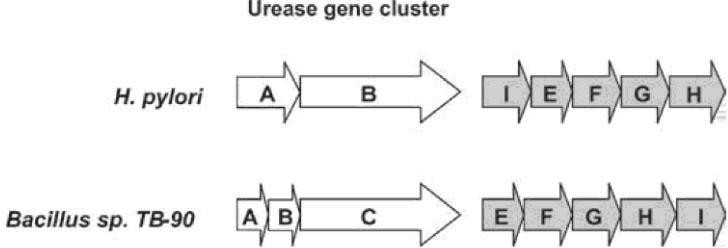 Urease gene cluster
H. pylori A B I E F G H
Bacillus sp. TB-90 A B C E F G H I